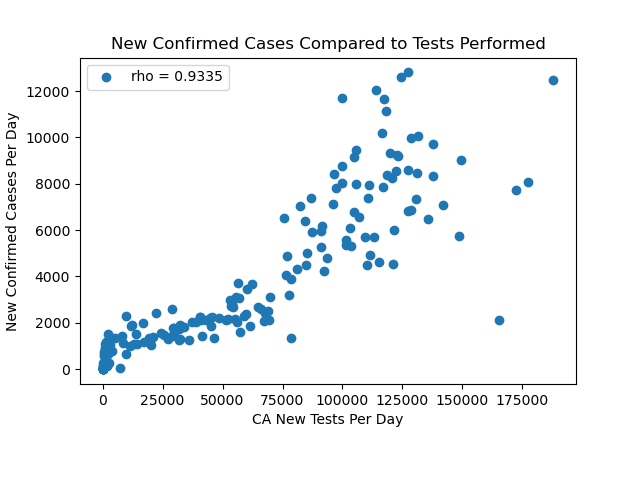 New Confirmed Cases Compared to Tests Performed
rho = 0.9335
New Confirmed Caeses Per Day
12000
10000
8000
6000
4000
2000
0
0 25000 50000 75000 100000 125000 150000 175000
CA New Tests Per Day